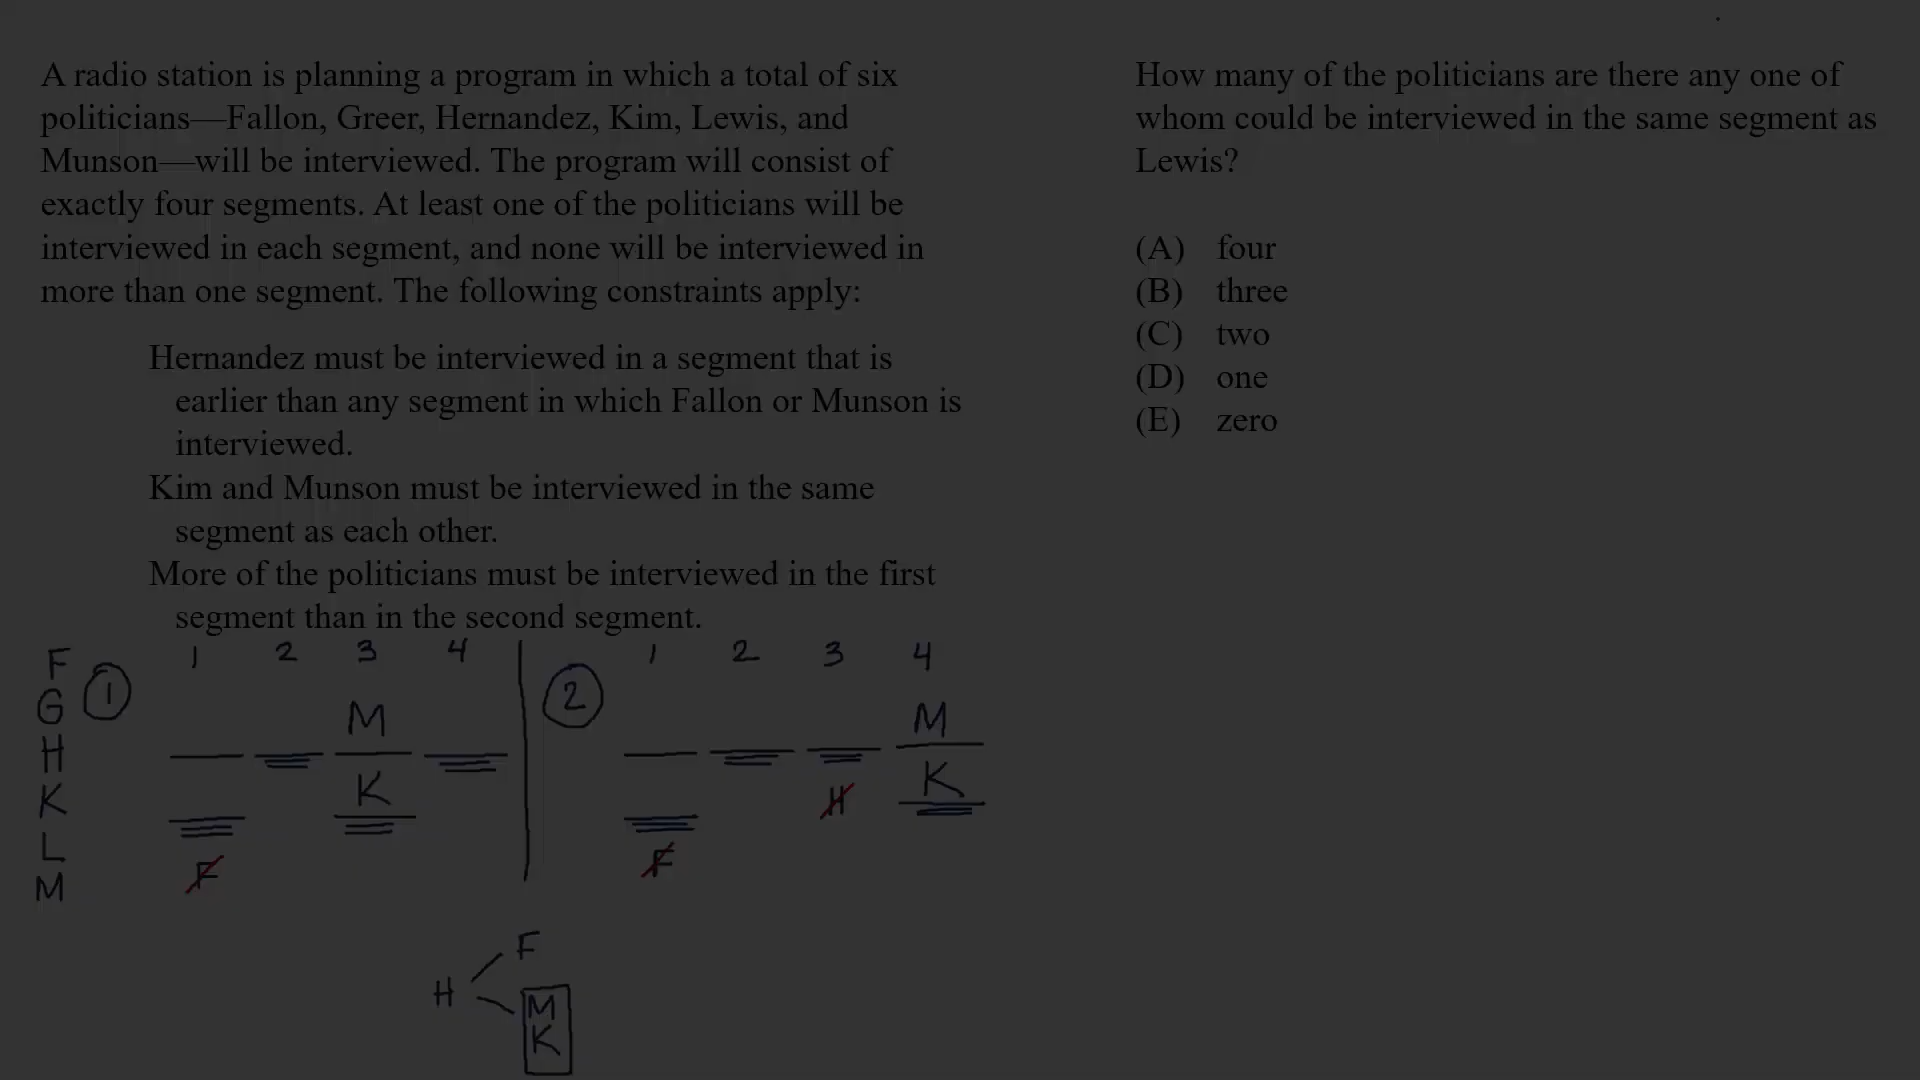 A radio station is planning a program in which a total of six
politicians—Fallon, Greer, Hernandez, Kim, Lewis, and
Munson—will be interviewed. The program will consist of
exactly four segments. At least one of the politicians will be
interviewed in each segment, and none will be interviewed in
more than one segment. The following constraints apply:
Hernandez must be interviewed in a segment that is
earlier than any segment in which Fallon or Munson is
interviewed.
Kim and Munson must be interviewed in the same
segment as each other.
More of the politicians must be interviewed in the first
segment than in the second segment.
How many of the politicians are there any one of
whom could be interviewed in the same segment as
Lewis?
(A) four
(B) three
(C) two
(D) one
(E) zero
F
G
H
K
L
M
1
1 2 3 4
M
K
F
2
1 2 3 4
M
H K
F
F
H
M
K